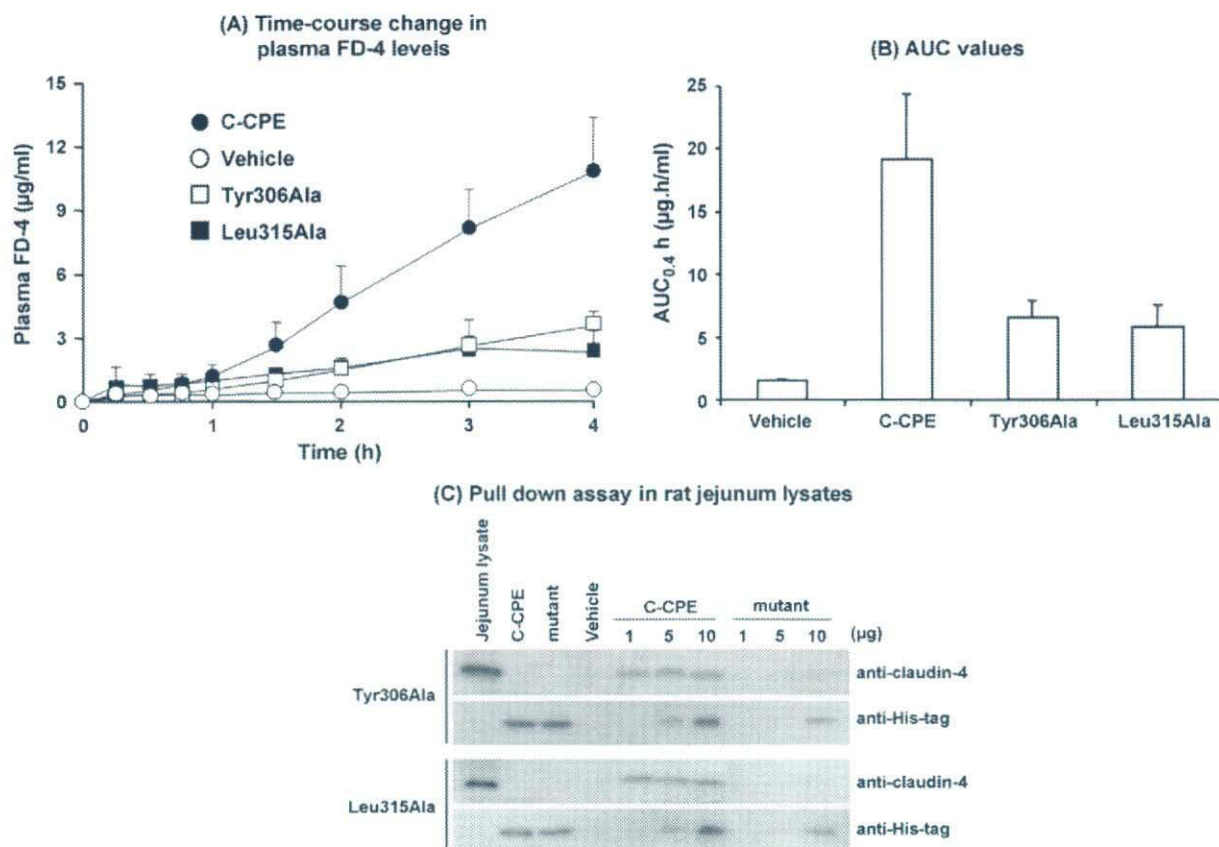 (A) Time-course change in
plasma FD-4 levels
15
12
9
6
3
0
Plasma FD-4 (µg/ml)
C-CPE
Vehicle
Tyr306Ala
Leu315Ala
0
1
2
3
4
Time (h)
(B) AUC values
25
20
15
10
5
0
AUC0.4 h (µg.h/ml)
Vehicle
C-CPE
Tyr306Ala
Leu315Ala
(C) Pull down assay in rat jejunum lysates
Jejunum lysate
C-CPE
mutant
Vehicle
C-CPE
mutant
1 5 10 1 5 10 (µg)
Tyr306Ala
anti-claudin-4
anti-His-tag
Leu315Ala
anti-claudin-4
anti-His-tag